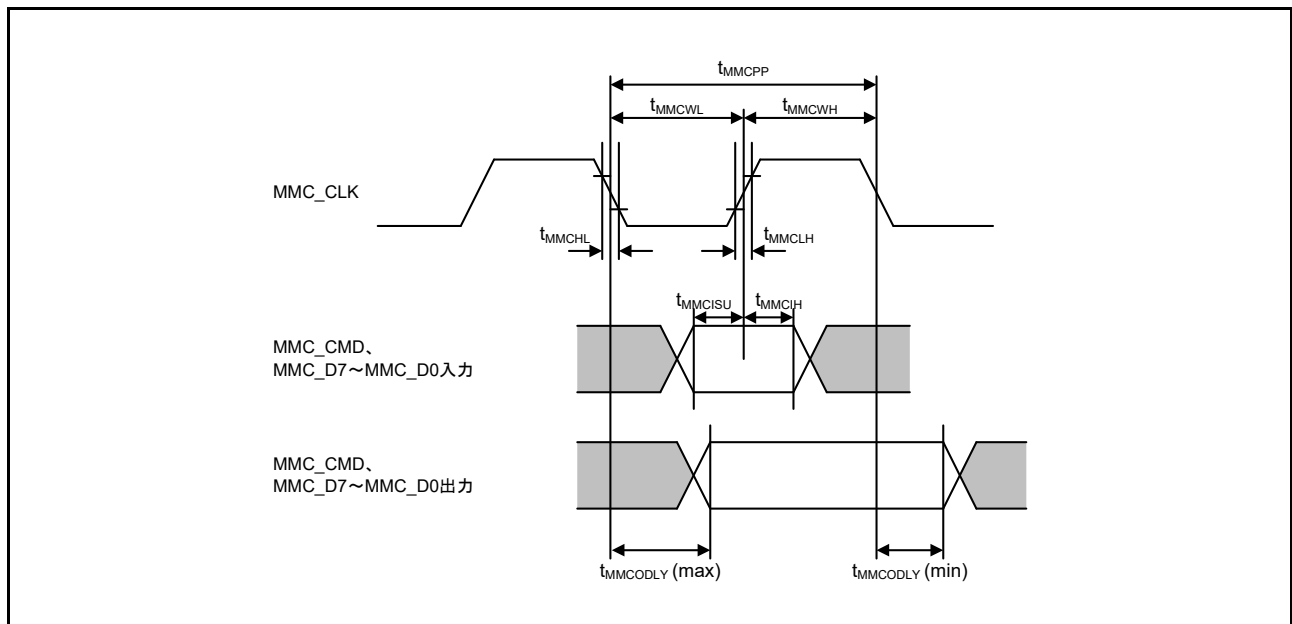 tMMCPP
tMMCWL
tMMCWH
MMC_CLK
tMMCHL
tMMCLH
tMMCISU
tMMCIH
MMC_CMD、
MMC_D7～MMC_D0入力
MMC_CMD、
MMC_D7～MMC_D0出力
tMMCODLY (max)
tMMCODLY (min)